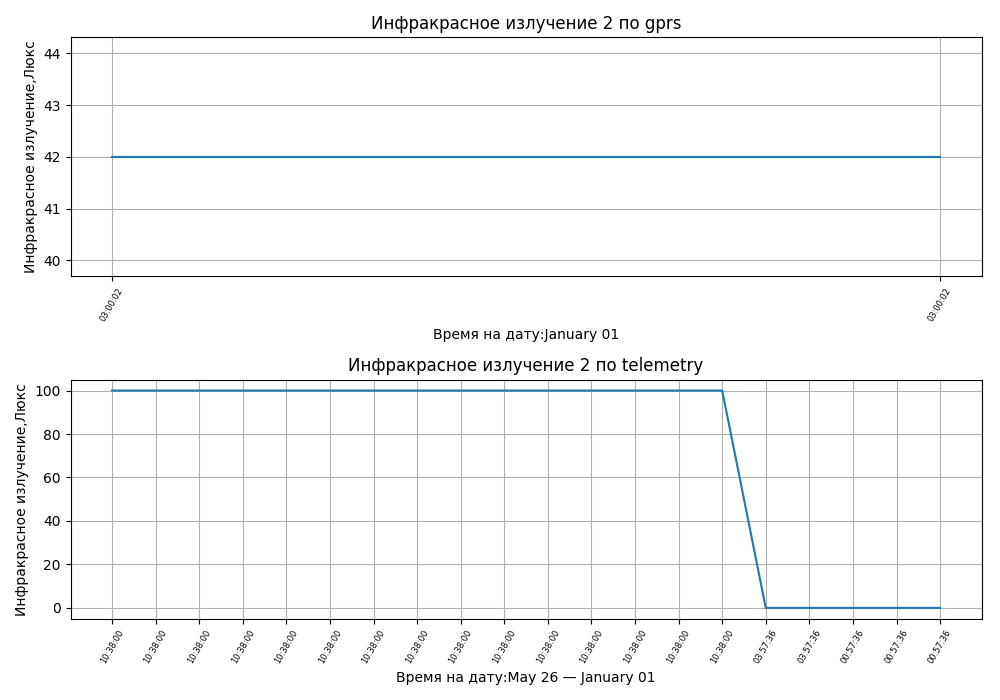 Инфракрасное излучение 2 по gprs
Инфракрасное излучение,Люкс
44
43
42
41
40
03:00:02 03:00:02
Время на дату:January 01
Инфракрасное излучение 2 по telemetry
Инфракрасное излучение,Люкс
100
80
60
40
20
0
10:38:00 10:38:00 10:38:00 10:38:00 10:38:00 10:38:00 10:38:00 10:38:00 10:38:00 10:38:00 10:38:00 10:38:00 10:38:00 10:38:00 10:38:00 03:57:36 03:57:36 00:57:36 00:57:36 00:57:36
Время на дату:May 26 — January 01